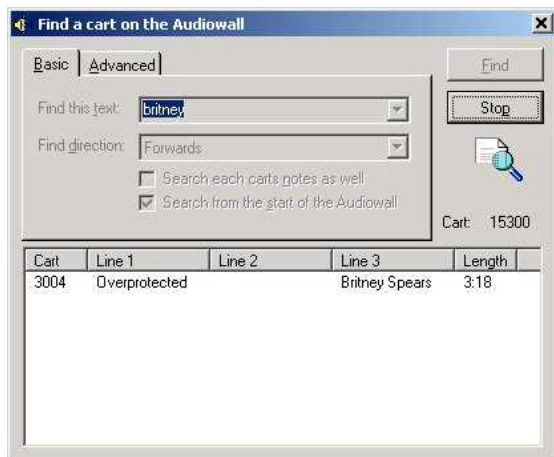 Find a cart on the Audiowall
Basic Advanced
Find
Find this text: britney
Stop
Find direction: Forwards
Search each carts notes as well
Search from the start of the Audiowall
Cart: 15300
Cart Line 1 Line 2 Line 3 Length
3004 Overprotected Britney Spears 3:18